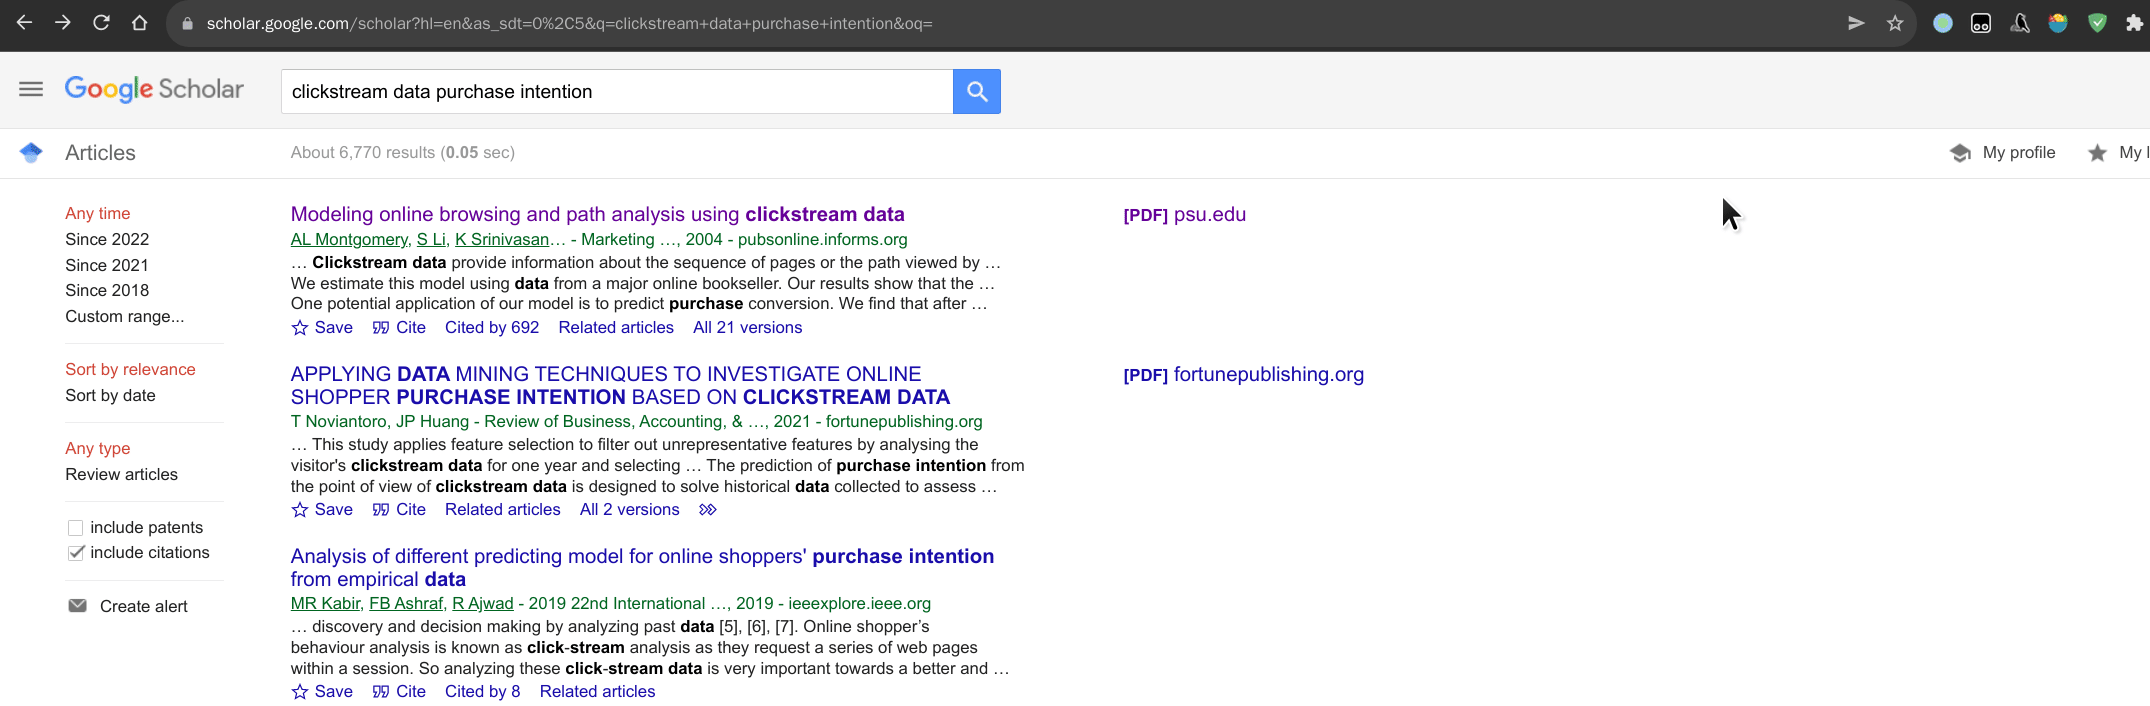 scholar.google.com/scholar?hl=en&as_sdt=0%2C5&q=clickstream+data+purchase+intention&oq=
Google Scholar
clickstream data purchase intention
Articles
About 6,770 results (0.05 sec)
My profile
My l
Any time
Since 2022
Since 2021
Since 2018
Custom range...
Sort by relevance
Sort by date
Any type
Review articles
include patents
include citations
Create alert
Modeling online browsing and path analysis using clickstream data
AL Montgomery, S Li, K Srinivasan… - Marketing …, 2004 - pubsonline.informs.org
… Clickstream data provide information about the sequence of pages or the path viewed by …
We estimate this model using data from a major online bookseller. Our results show that the …
One potential application of our model is to predict purchase conversion. We find that after …
Save Cite Cited by 692 Related articles All 21 versions
[PDF] psu.edu
APPLYING DATA MINING TECHNIQUES TO INVESTIGATE ONLINE
SHOPPER PURCHASE INTENTION BASED ON CLICKSTREAM DATA
T Noviantoro, JP Huang - Review of Business, Accounting, & …, 2021 - fortunepublishing.org
… This study applies feature selection to filter out unrepresentative features by analysing the
visitor's clickstream data for one year and selecting … The prediction of purchase intention from
the point of view of clickstream data is designed to solve historical data collected to assess …
Save Cite Related articles All 2 versions
[PDF] fortunepublishing.org
Analysis of different predicting model for online shoppers' purchase intention
from empirical data
MR Kabir, FB Ashraf, R Ajwad - 2019 22nd International …, 2019 - ieeexplore.ieee.org
… discovery and decision making by analyzing past data [5], [6], [7]. Online shopper's
behaviour analysis is known as click-stream analysis as they request a series of web pages
within a session. So analyzing these click-stream data is very important towards a better and …
Save Cite Cited by 8 Related articles